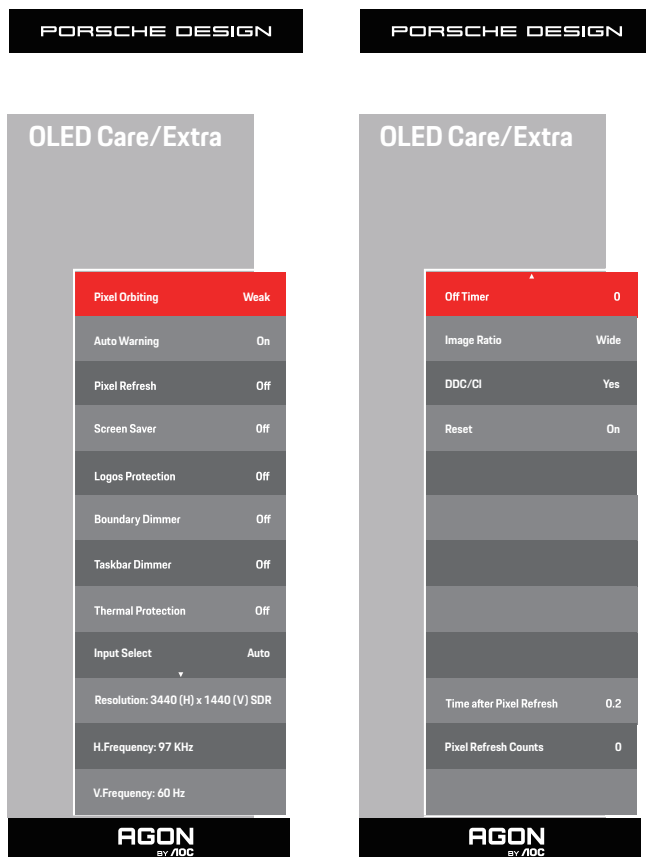 PORSCHE DESIGN
OLED Care/Extra
Pixel Orbiting Weak
Auto Warning On
Pixel Refresh Off
Screen Saver Off
Logos Protection Off
Boundary Dimmer Off
Taskbar Dimmer Off
Thermal Protection Off
Input Select Auto
Resolution: 3440 (H) x 1440 (V) SDR
H.Frequency: 97 KHz
V.Frequency: 60 Hz
AGON
BY AOC
PORSCHE DESIGN
OLED Care/Extra
Off Timer 0
Image Ratio Wide
DDC/CI Yes
Reset On
Time after Pixel Refresh 0.2
Pixel Refresh Counts 0
AGON
BY AOC